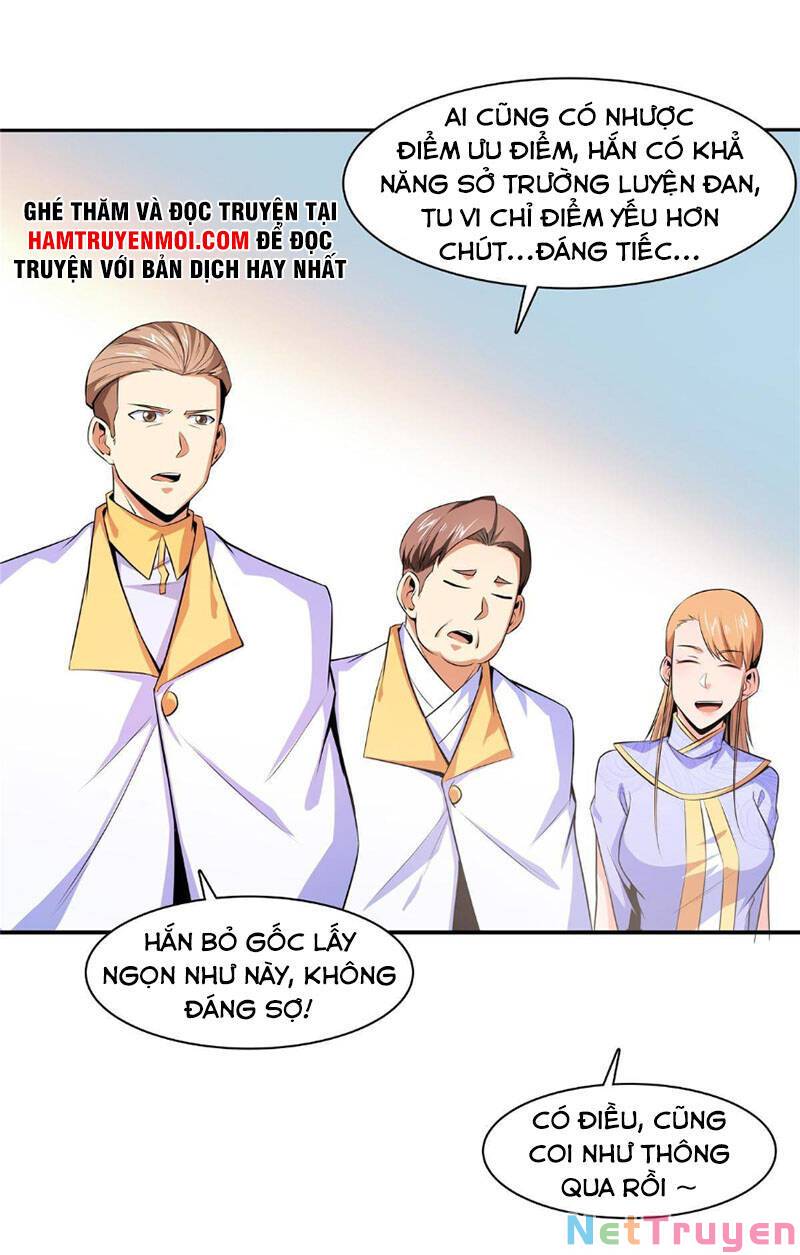 AI CŨNG CÓ NHƯỢC
ĐIỂM ƯU ĐIỂM, HẮN CÓ KHẢ
NĂNG SỞ TRƯỜNG LUYỆN ĐAN,
TU VI CHỈ ĐIỂM YẾU HƠN
CHÚT...ĐÁNG TIẾC...
GHÉ THĂM VÀ ĐỌC TRUYỆN TẠI
HAMTRUYENMOI.COM ĐỂ ĐỌC
TRUYỆN VỚI BẢN DỊCH HAY NHẤT
HẮN BỎ GỐC LẤY
NGỌN NHƯ NÀY, KHÔNG
ĐÁNG SỢ!
CÓ ĐIỀU, CŨNG
COI NHƯ THÔNG
QUA RỒI ~
NetTruyen